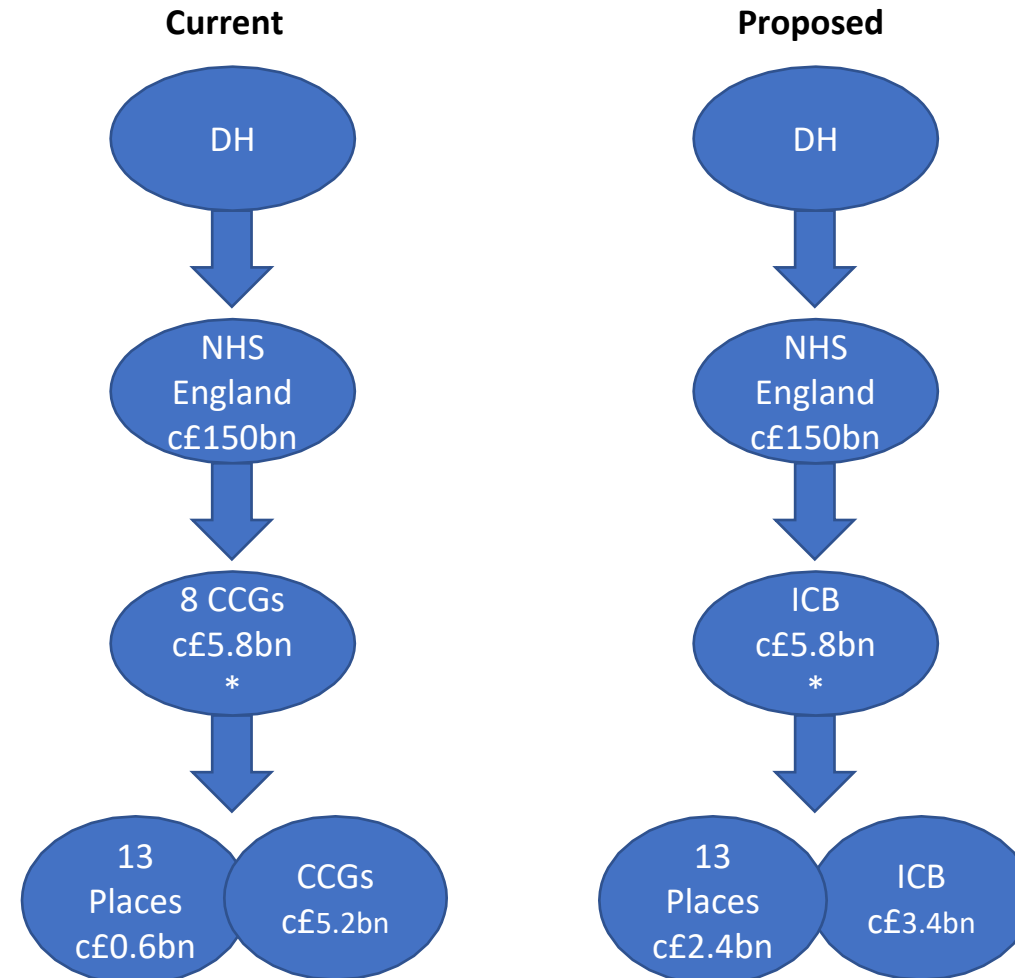 Current
DH
NHS
England
c£150bn
8 CCGs
c£5.8bn
*
13
Places
c£0.6bn
CCGs
c£5.2bn
Proposed
DH
NHS
England
c£150bn
ICB
c£5.8bn
*
13
Places
c£2.4bn
ICB
c£3.4bn